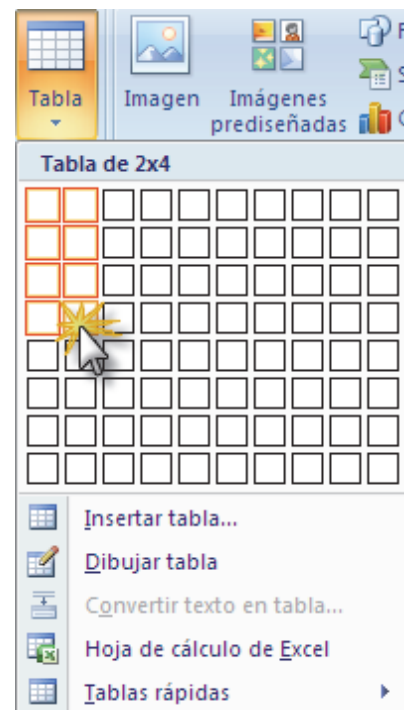 Tabla
Imagen
Imágenes
prediseñadas
Tabla de 2x4
Insertar tabla...
Dibujar tabla
Convertir texto en tabla...
Hoja de cálculo de Excel
Tablas rápidas